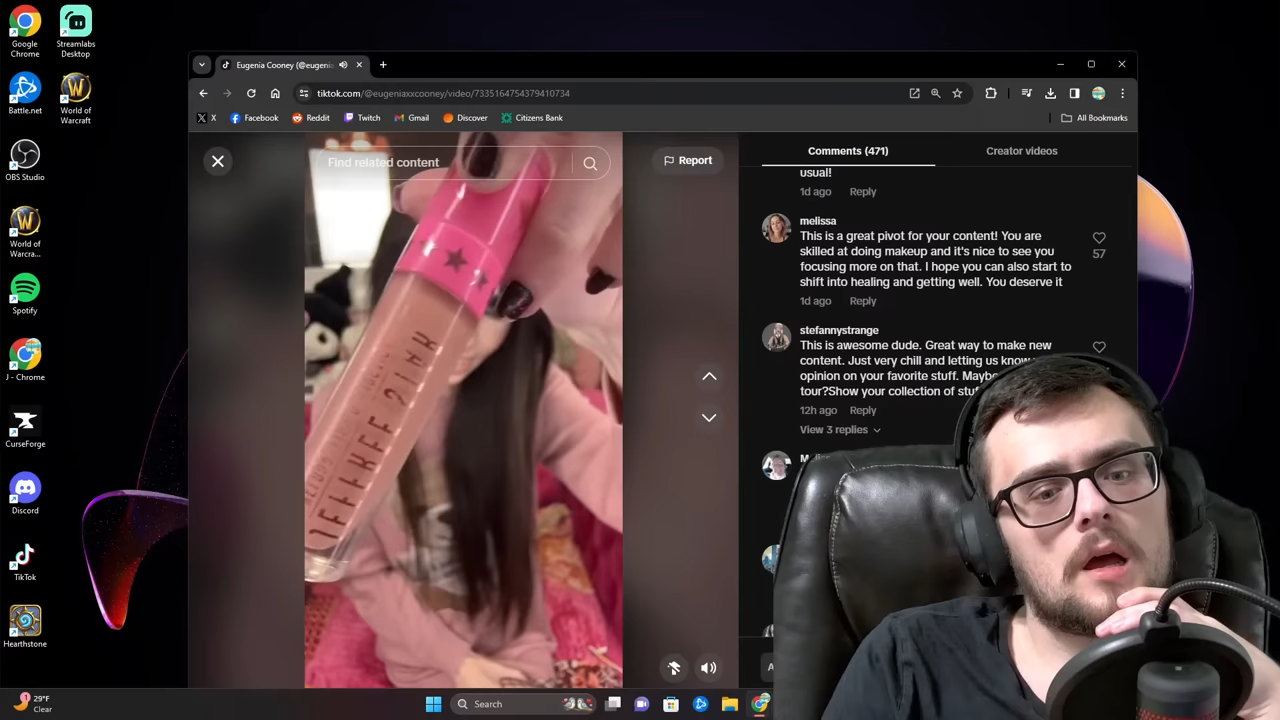 Google
Chrome
Streamlabs
Desktop
Battle.net
World of
Warcraft
OBS Studio
World of
Warcra...
Spotify
J - Chrome
CurseForge
Discord
TikTok
Hearthstone
Eugenia Cooney (@eugenia
tiktok.com/@eugeniaxxcooney/video/7335164754379410734
X
Facebook
Reddit
Twitch
Gmail
Discover
Citizens Bank
All Bookmarks
Find related content
Report
JEFFREE STAR
Comments (471)
Creator videos
usual!
1d ago Reply
melissa
This is a great pivot for your content! You are
skilled at doing makeup and it's nice to see you
focusing more on that. I hope you can also start to
shift into healing and getting well. You deserve it
57
1d ago Reply
stefannystrange
This is awesome dude. Great way to make new
content. Just very chill and letting us know
opinion on your favorite stuff.
tour?Show your collection of
12h ago Reply
View 3 replies
1
29°F
Clear
Search